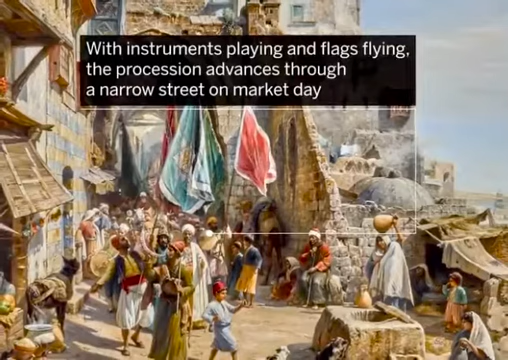 With instruments playing and flags flying,
the procession advances through
a narrow street on market day